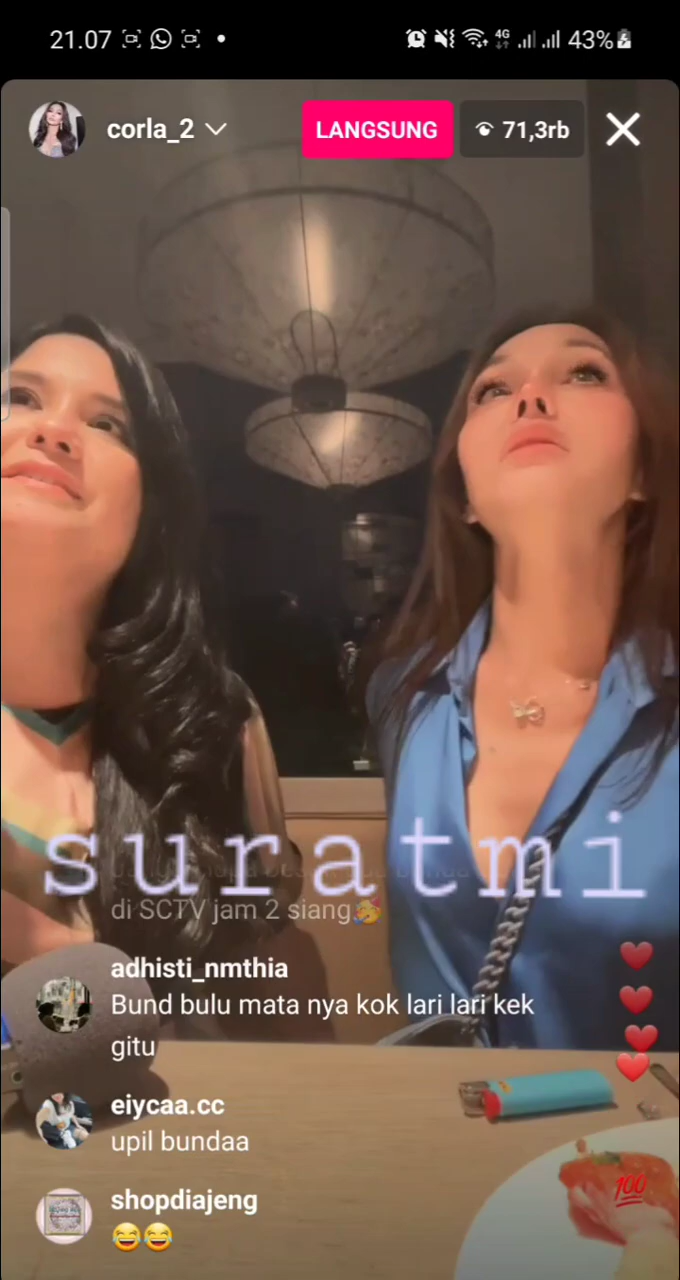 21.07
4G
43%
corla_2
LANGSUNG
71,3rb
suratmi
di SCTV jam 2 siang🥳
adhisti_nmthia
Bund bulu mata nya kok lari lari kek
gitu
eiycaa.cc
upil bundaa
shopdiajeng
😂😂
💯